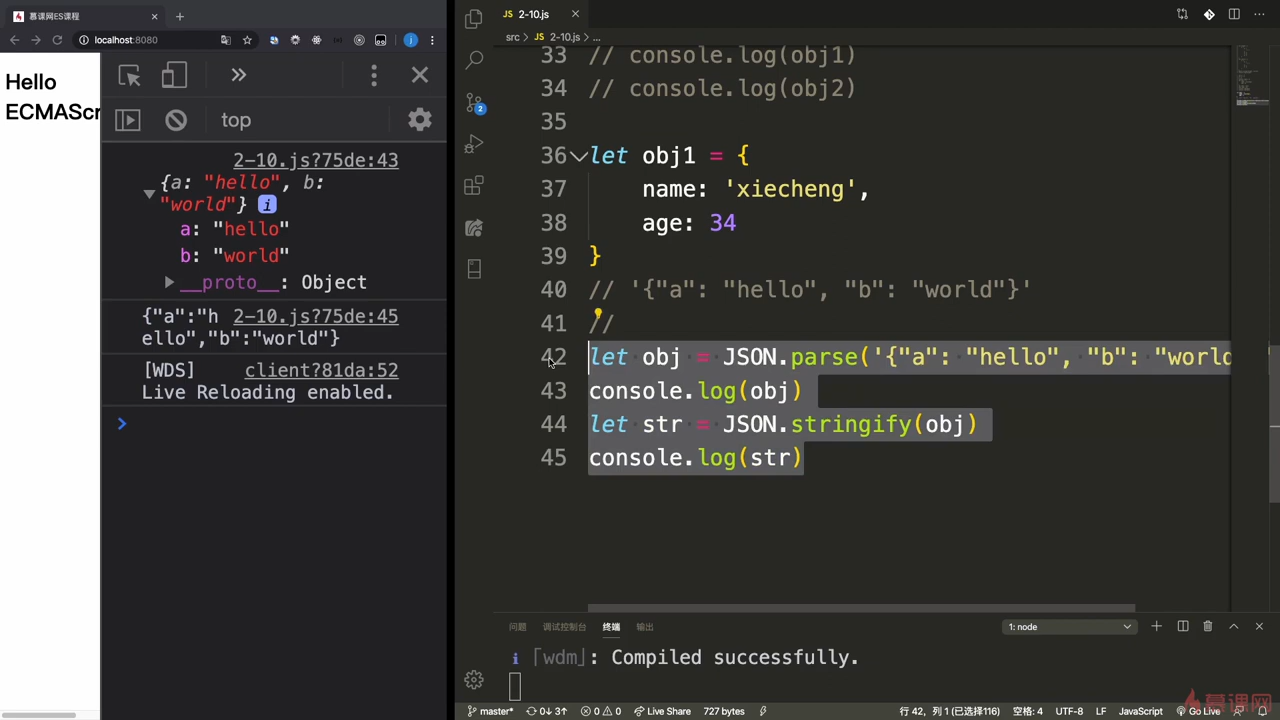 慕课网ES课程
localhost:8080
Hello
ECMAScr
top
2-10.js?75de:43
{a: "hello", b:
"world"}
a: "hello"
b: "world"
__proto__: Object
{"a":"h 2-10.js?75de:45
ello","b":"world"}
[WDS] client?81da:52
Live Reloading enabled.
2-10.js
src > 2-10.js > ...
33 // console.log(obj1)
34 // console.log(obj2)
35
36 let obj1 = {
37 name: 'xiecheng',
38 age: 34
39 }
40 // '{"a": "hello", "b": "world"}'
41 //
42 let obj = JSON.parse('{"a": "hello", "b": "world
43 console.log(obj)
44 let str = JSON.stringify(obj)
45 console.log(str)
2
问题 调试控制台 终端 输出 1: node
i ⌈wdm⌋: Compiled successfully.
master* 0↓ 3↑ 0 0 Live Share 727 bytes 行 42, 列 1 (已选择116) 空格: 4 UTF-8 LF JavaScript Go Live
慕课网